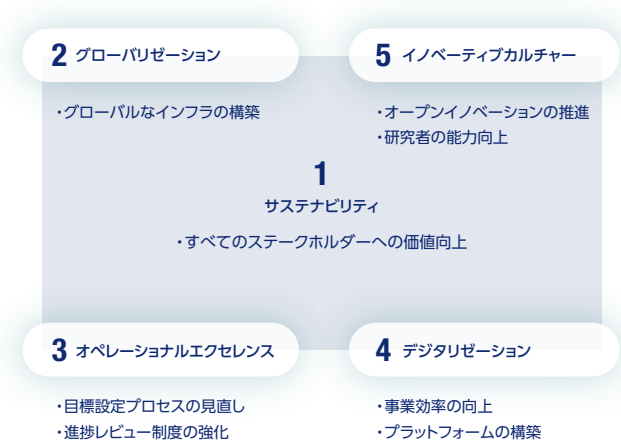 2 グローバリゼーション
・グローバルなインフラの構築
5 イノベーティブカルチャー
・オープンイノベーションの推進
・研究者の能力向上
1
サステナビリティ
・すべてのステークホルダーへの価値向上
3 オペレーショナルエクセレンス
・目標設定プロセスの見直し
・進捗レビュー制度の強化
4 デジタリゼーション
・事業効率の向上
・プラットフォームの構築